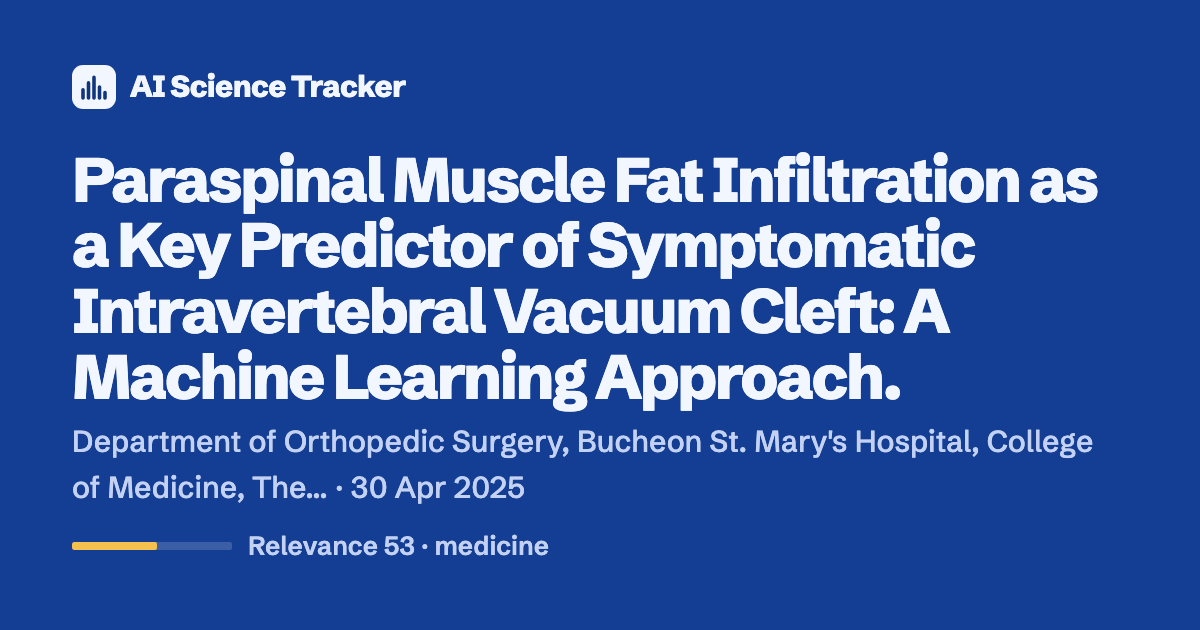 AI Science Tracker
Paraspinal Muscle Fat Infiltration as
a Key Predictor of Symptomatic
Intravertebral Vacuum Cleft: A
Machine Learning Approach.
Department of Orthopedic Surgery, Bucheon St. Mary's Hospital, College
of Medicine, The... · 30 Apr 2025
Relevance 53 · medicine